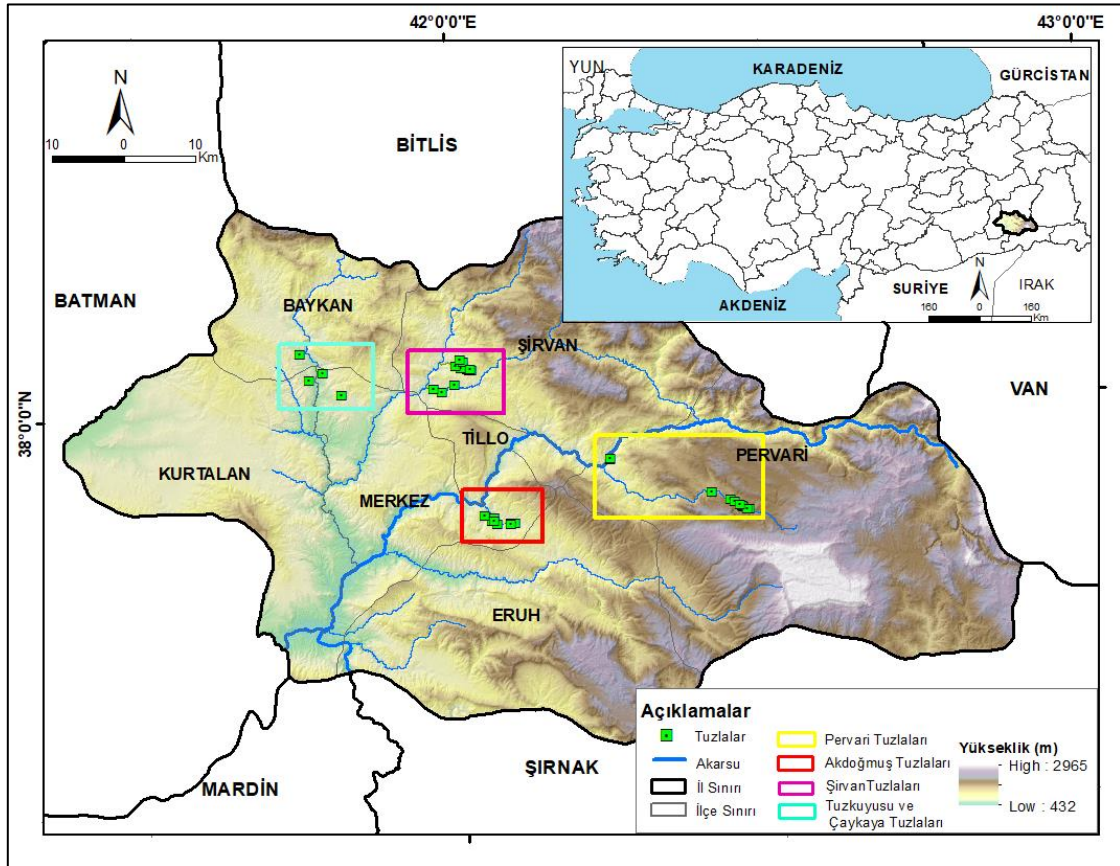 42°0'0"E
43°0'0"E
N
10 0 10
Km
BİTLİS
YUN
KARADENİZ
GÜRCİSTAN
AKDENİZ
SURİYE
IRAK
N
160 0 160
Km
BATMAN
BAYKAN
ŞİRVAN
VAN
38°0'0"N
TİLLO
PERVARİ
KURTALAN
MERKEZ
ERUH
MARDİN
ŞIRNAK
Açıklamalar
Tuzlalar
Akarsu
İl Sınırı
İlçe Sınırı
Pervari Tuzlaları
Akdoğmuş Tuzlaları
ŞirvanTuzlaları
Tuzkuyusu ve
Çaykaya Tuzlaları
Yükseklik (m)
High : 2965
Low : 432